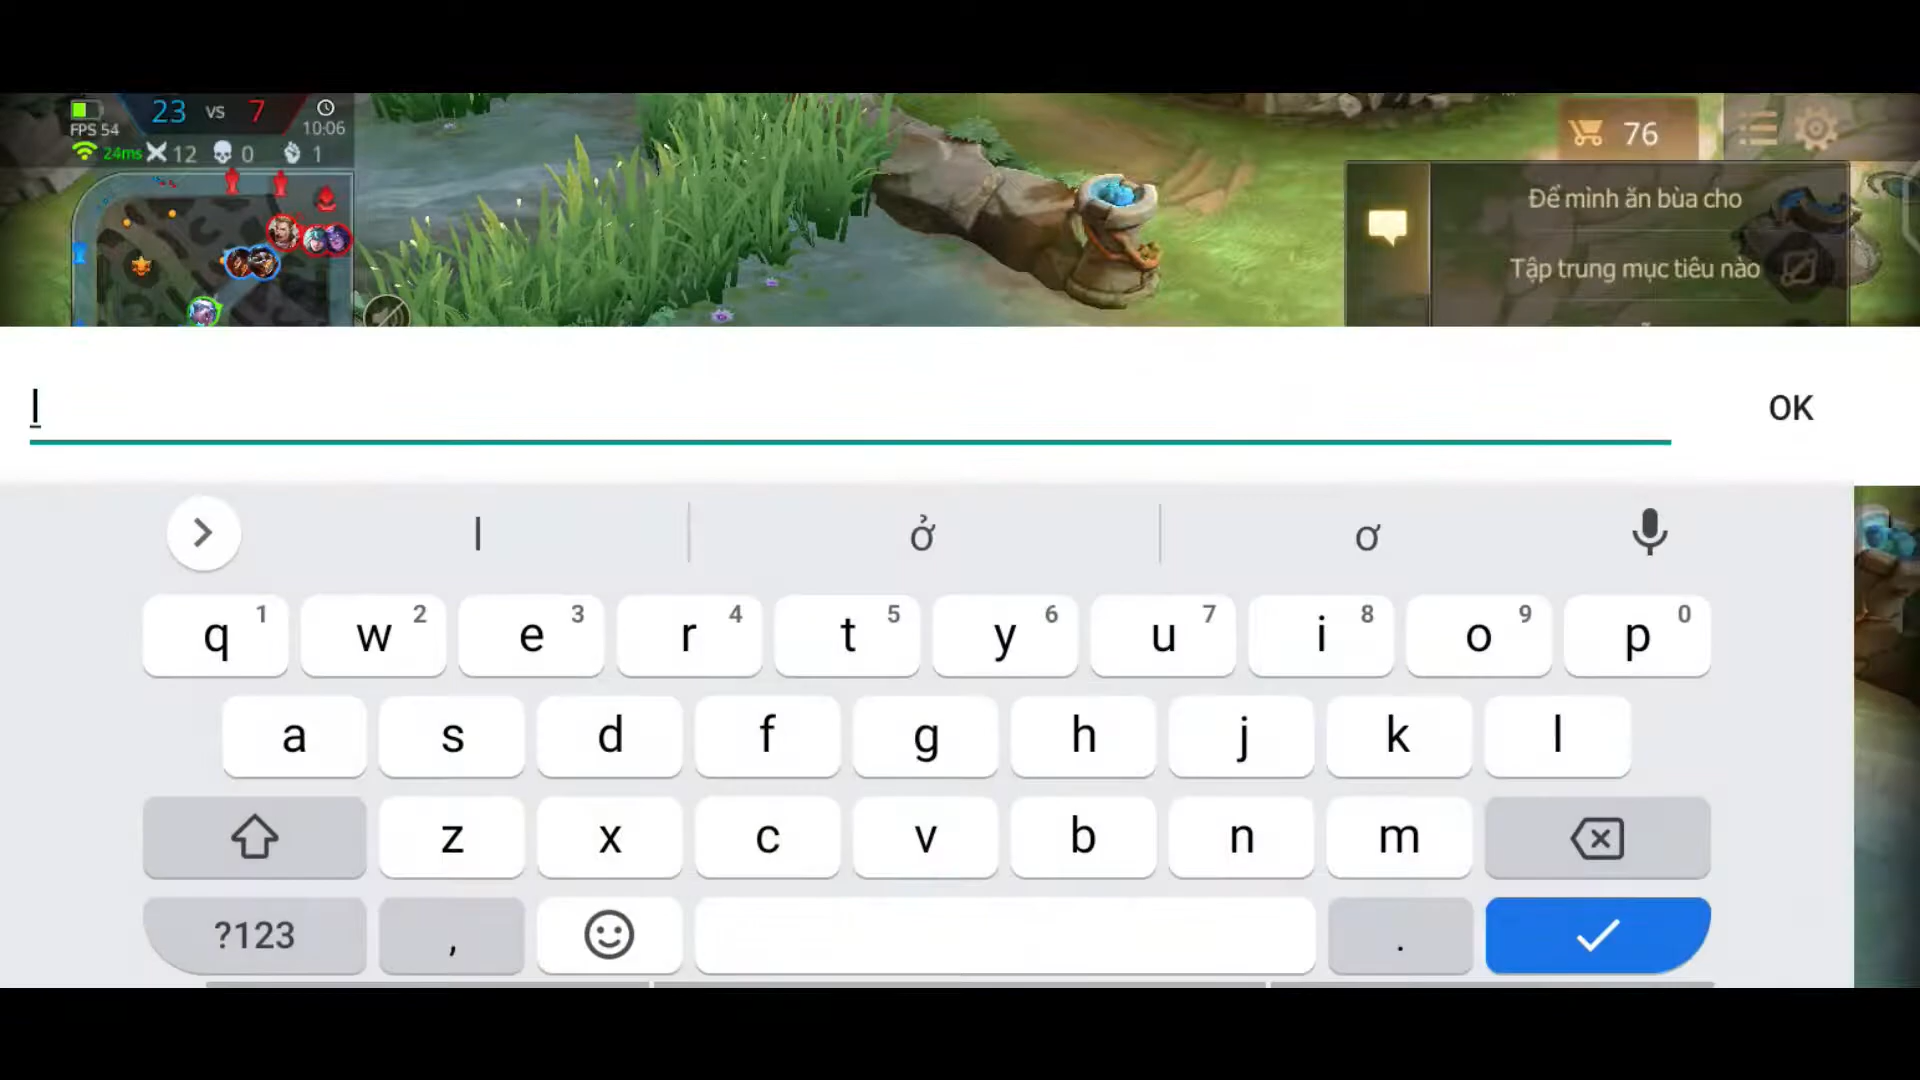 23 vs 7
10:06
FPS 54
24ms 12 0 1
76
Để mình ăn bùa cho
Tập trung mục tiêu nào
l
OK
l ở ơ
q 1 w 2 e 3 r 4 t 5 y 6 u 7 i 8 o 9 p 0
a s d f g h j k l
z x c v b n m
?123 , .